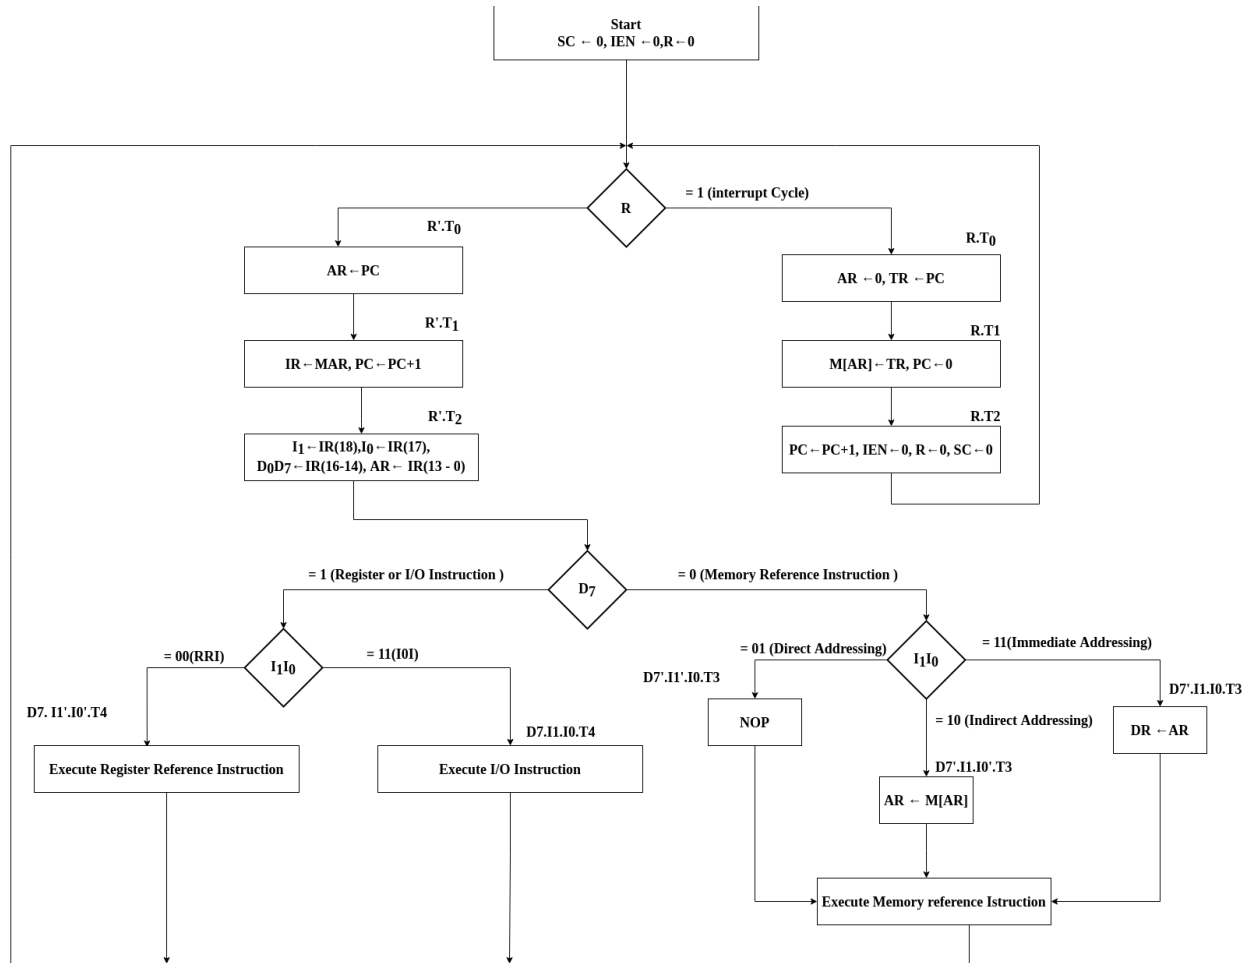 Start
SC ← 0, IEN ←0,R←0
R
= 1 (interrupt Cycle)
R'.T0
AR←PC
R'.T1
IR←MAR, PC←PC+1
R'.T2
I1←IR(18),I0←IR(17),
D0D7←IR(16-14), AR← IR(13 - 0)
R.T0
AR ←0, TR ←PC
R.T1
M[AR]←TR, PC←0
R.T2
PC←PC+1, IEN←0, R←0, SC←0
D7
= 1 (Register or I/O Instruction )
= 0 (Memory Reference Instruction )
I1I0
= 00(RRI)
= 11(I0I)
D7. I1'.I0'.T4
Execute Register Reference Instruction
D7.I1.I0.T4
Execute I/O Instruction
I1I0
= 01 (Direct Addressing)
= 11(Immediate Addressing)
D7'.I1'.I0.T3
NOP
= 10 (Indirect Addressing)
D7'.I1.I0'.T3
AR ← M[AR]
D7'.I1.I0.T3
DR ←AR
Execute Memory reference Istruction